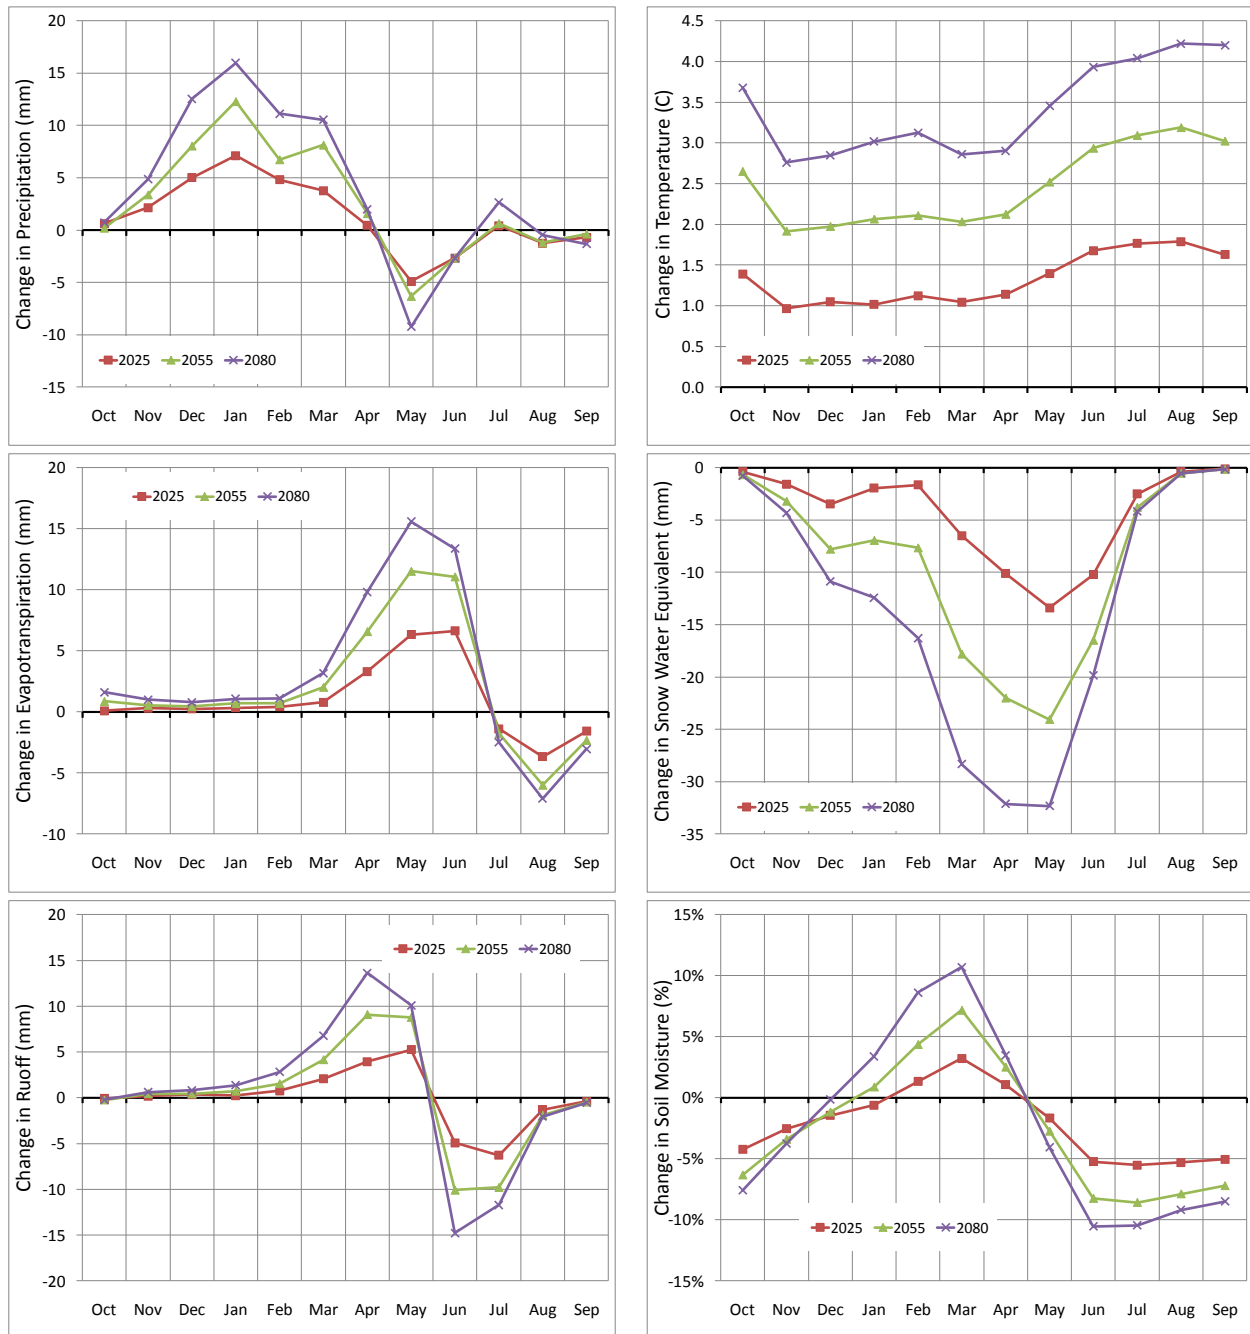 20
15
10
5
0
-5
-10
-15
Change in Precipitation (mm)
2025 2055 2080
Oct Nov Dec Jan Feb Mar Apr May Jun Jul Aug Sep
4.5
4.0
3.5
3.0
2.5
2.0
1.5
1.0
0.5
0.0
Change in Temperature (C)
2025 2055 2080
Oct Nov Dec Jan Feb Mar Apr May Jun Jul Aug Sep
20
15
10
5
0
-5
-10
Change in Evapotranspiration (mm)
2025 2055 2080
Oct Nov Dec Jan Feb Mar Apr May Jun Jul Aug Sep
0
-5
-10
-15
-20
-25
-30
-35
Change in Snow Water Equivalent (mm)
2025 2055 2080
Oct Nov Dec Jan Feb Mar Apr May Jun Jul Aug Sep
20
15
10
5
0
-5
-10
-15
-20
Change in Ruoff (mm)
2025 2055 2080
Oct Nov Dec Jan Feb Mar Apr May Jun Jul Aug Sep
15%
10%
5%
0%
-5%
-10%
-15%
Change in Soil Moisture (%)
2025 2055 2080
Oct Nov Dec Jan Feb Mar Apr May Jun Jul Aug Sep